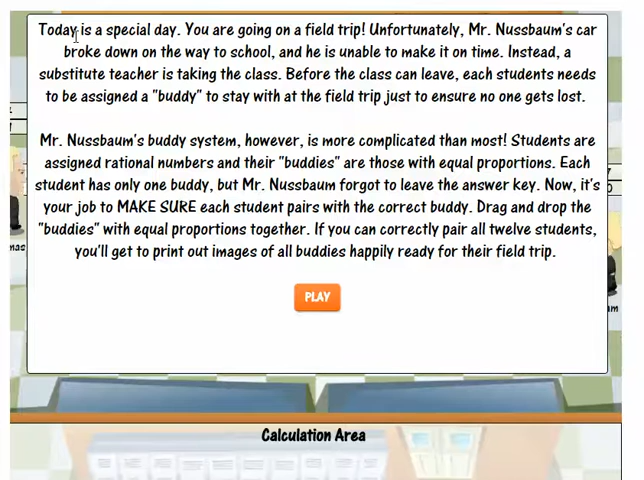 Today is a special day. You are going on a field trip! Unfortunately, Mr. Nussbaum's car
broke down on the way to school, and he is unable to make it on time. Instead, a
substitute teacher is taking the class. Before the class can leave, each students needs
to be assigned a "buddy" to stay with at the field trip just to ensure no one gets lost.
Mr. Nussbaum's buddy system, however, is more complicated than most! Students are
assigned rational numbers and their "buddies" are those with equal proportions. Each
student has only one buddy, but Mr. Nussbaum forgot to leave the answer key. Now, it's
your job to MAKE SURE each student pairs with the correct buddy. Drag and drop the
"buddies" with equal proportions together. If you can correctly pair all twelve students,
you'll get to print out images of all buddies happily ready for their field trip.
PLAY
Calculation Area